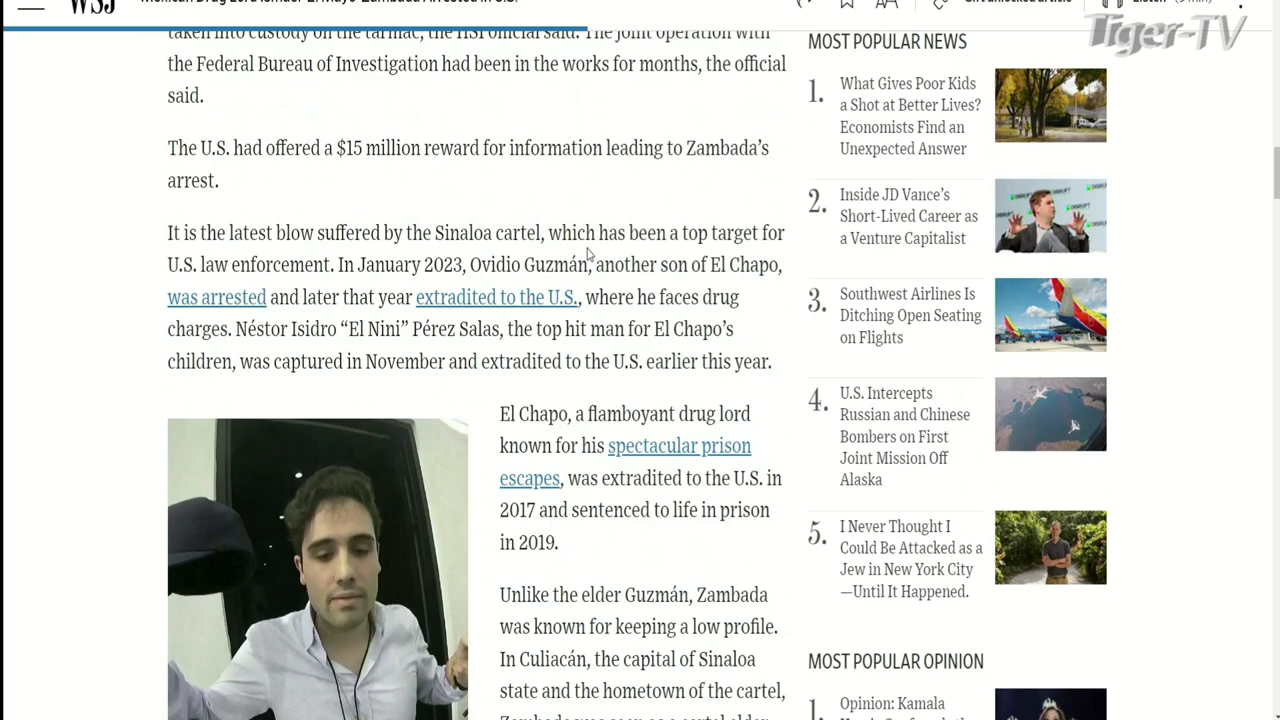 WSJ
Mexican Drug Lord Ismael 'El Mayo' Zambada Arrested in U.S.
Tiger-TV
taken into custody on the tarmac, the HSI official said. The joint operation with
the Federal Bureau of Investigation had been in the works for months, the official
said.
The U.S. had offered a $15 million reward for information leading to Zambada’s
arrest.
It is the latest blow suffered by the Sinaloa cartel, which has been a top target for
U.S. law enforcement. In January 2023, Ovidio Guzmán, another son of El Chapo,
was arrested and later that year extradited to the U.S., where he faces drug
charges. Néstor Isidro “El Nini” Pérez Salas, the top hit man for El Chapo’s
children, was captured in November and extradited to the U.S. earlier this year.
El Chapo, a flamboyant drug lord
known for his spectacular prison
escapes, was extradited to the U.S. in
2017 and sentenced to life in prison
in 2019.
Unlike the elder Guzmán, Zambada
was known for keeping a low profile.
In Culiacán, the capital of Sinaloa
state and the hometown of the cartel,
MOST POPULAR NEWS
1. What Gives Poor Kids
a Shot at Better Lives?
Economists Find an
Unexpected Answer
2. Inside JD Vance’s
Short-Lived Career as
a Venture Capitalist
3. Southwest Airlines Is
Ditching Open Seating
on Flights
4. U.S. Intercepts
Russian and Chinese
Bombers on First
Joint Mission Off
Alaska
5. I Never Thought I
Could Be Attacked as a
Jew in New York City
—Until It Happened.
MOST POPULAR OPINION
1. Opinion: Kamala